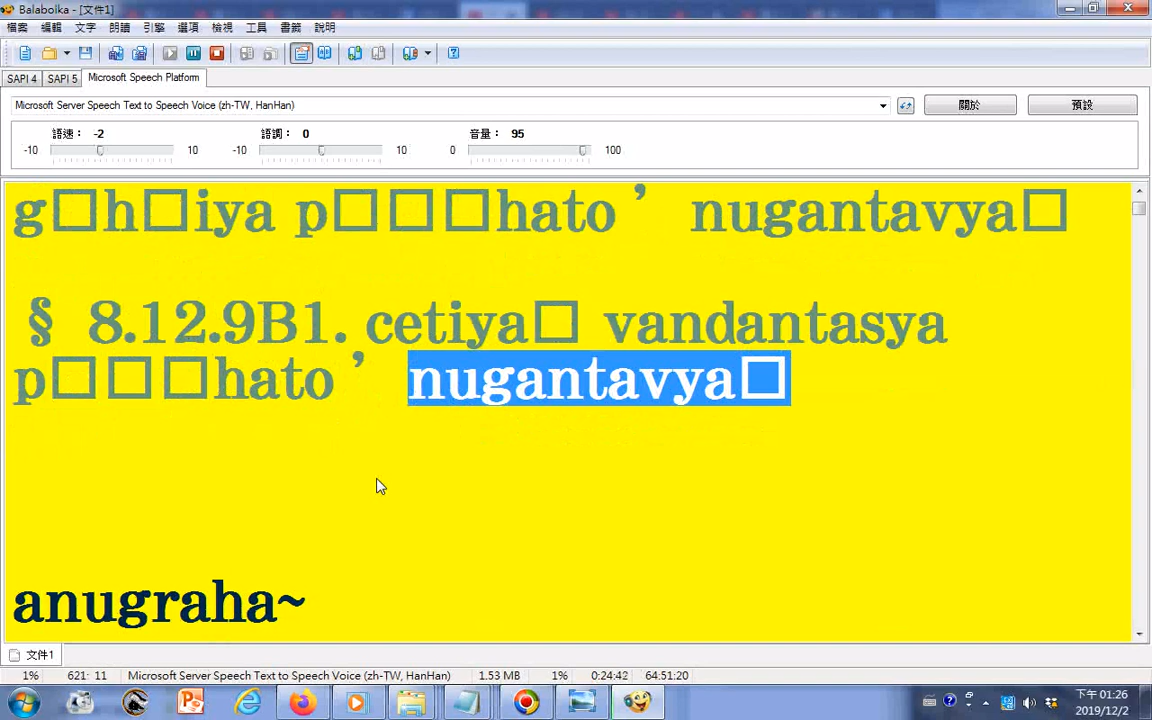 Balabolka - [文件1]
檔案 編輯 文字 朗讀 引擎 選項 檢視 工具 書籤 說明
SAPI 4 SAPI 5 Microsoft Speech Platform
Microsoft Server Speech Text to Speech Voice (zh-TW, HanHan) 關於 預設
語速： -2 語調： 0 音量： 95
-10 10 -10 10 0 100
g□h□iya p□□□hato ’ nugantavya□
§ 8.12.9B1. cetiya□ vandantasya
p□□□hato ’ nugantavya□
anugraha~
文件1
1% 621: 11 Microsoft Server Speech Text to Speech Voice (zh-TW, HanHan) 1.53 MB 1% 0:24:42 64:51:20
下午 01:26
2019/12/2